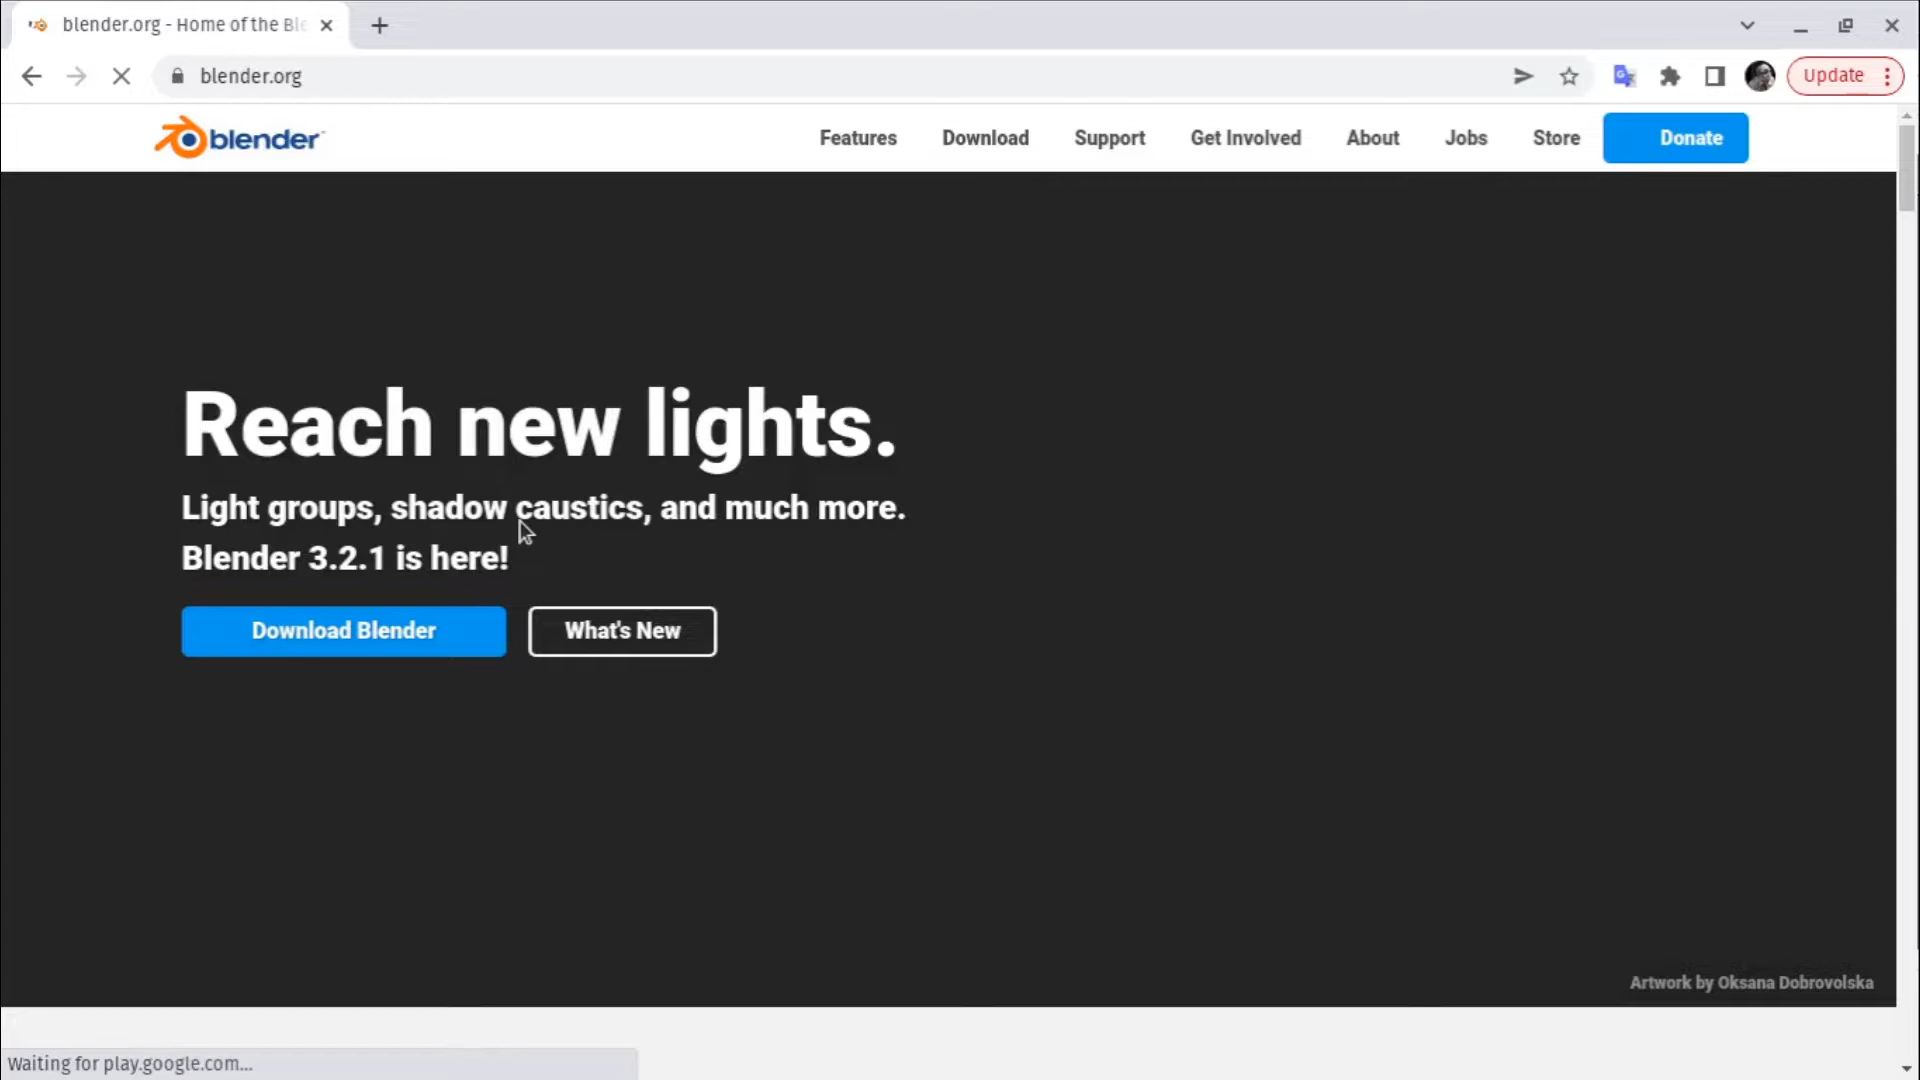 blender.org - Home of the Ble
blender.org
Update
blender
Features Download Support Get Involved About Jobs Store Donate
Reach new lights.
Light groups, shadow caustics, and much more.
Blender 3.2.1 is here!
Download Blender What's New
Artwork by Oksana Dobrovolska
Waiting for play.google.com...